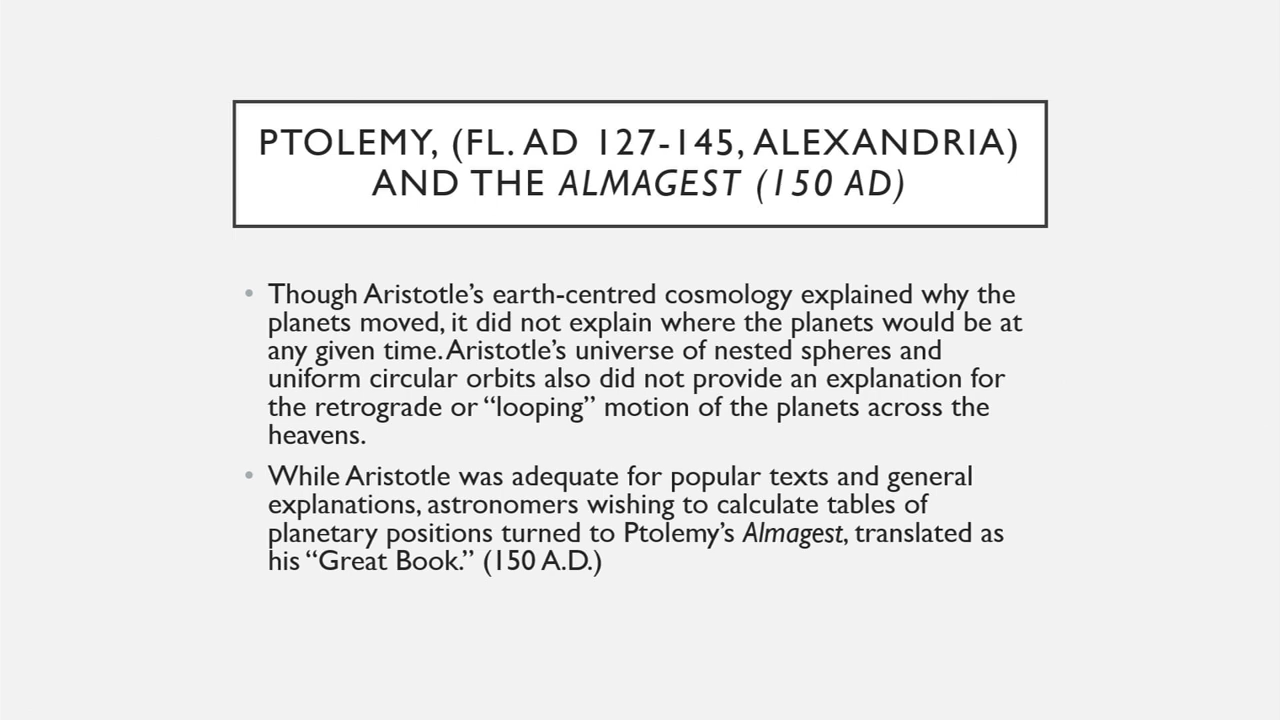 PTOLEMY, (FL. AD 127-145, ALEXANDRIA)
AND THE ALMAGEST (150 AD)
• Though Aristotle’s earth-centred cosmology explained why the
planets moved, it did not explain where the planets would be at
any given time. Aristotle’s universe of nested spheres and
uniform circular orbits also did not provide an explanation for
the retrograde or “looping” motion of the planets across the
heavens.
• While Aristotle was adequate for popular texts and general
explanations, astronomers wishing to calculate tables of
planetary positions turned to Ptolemy’s Almagest, translated as
his “Great Book.” (150 A.D.)